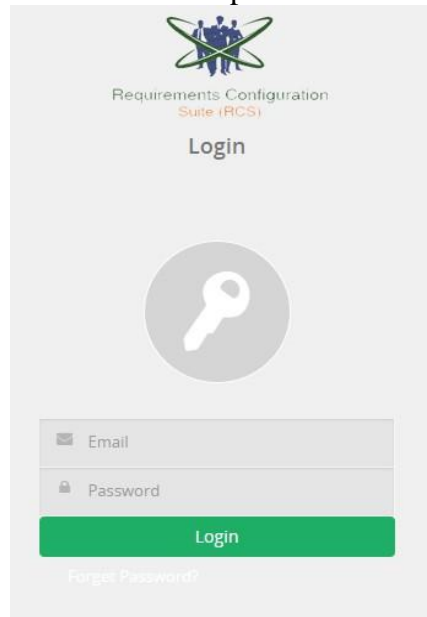 Requirements Configuration
Suite (RCS)
Login
Email
Password
Login
Forget Password?